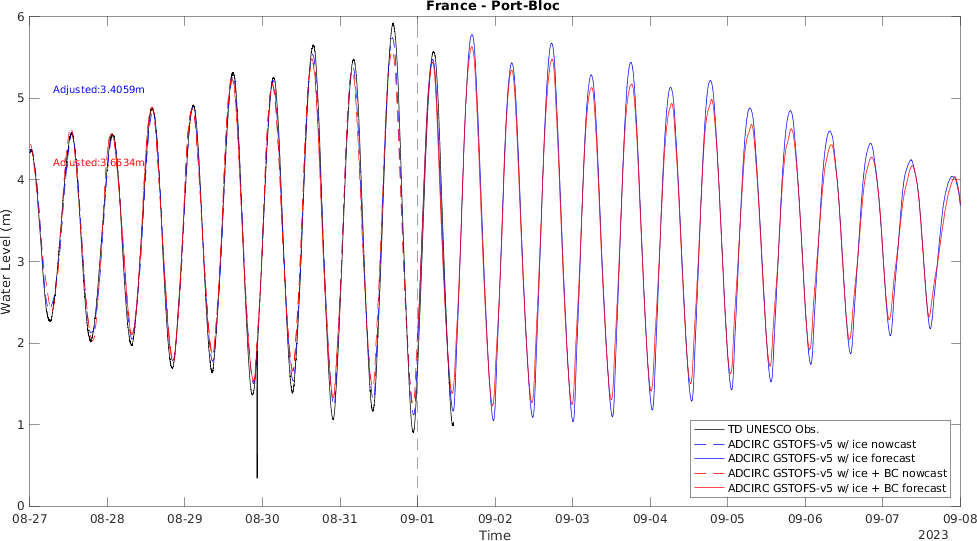 France - Port-Bloc
6
5
4
3
2
1
0
Water Level (m)
Adjusted:3.4059m
Adjusted:3.6534m
TD UNESCO Obs.
ADCIRC GSTOFS-v5 w/ ice nowcast
ADCIRC GSTOFS-v5 w/ ice forecast
ADCIRC GSTOFS-v5 w/ ice + BC nowcast
ADCIRC GSTOFS-v5 w/ ice + BC forecast
08-27 08-28 08-29 08-30 08-31 09-01 09-02 09-03 09-04 09-05 09-06 09-07 09-08
Time
2023